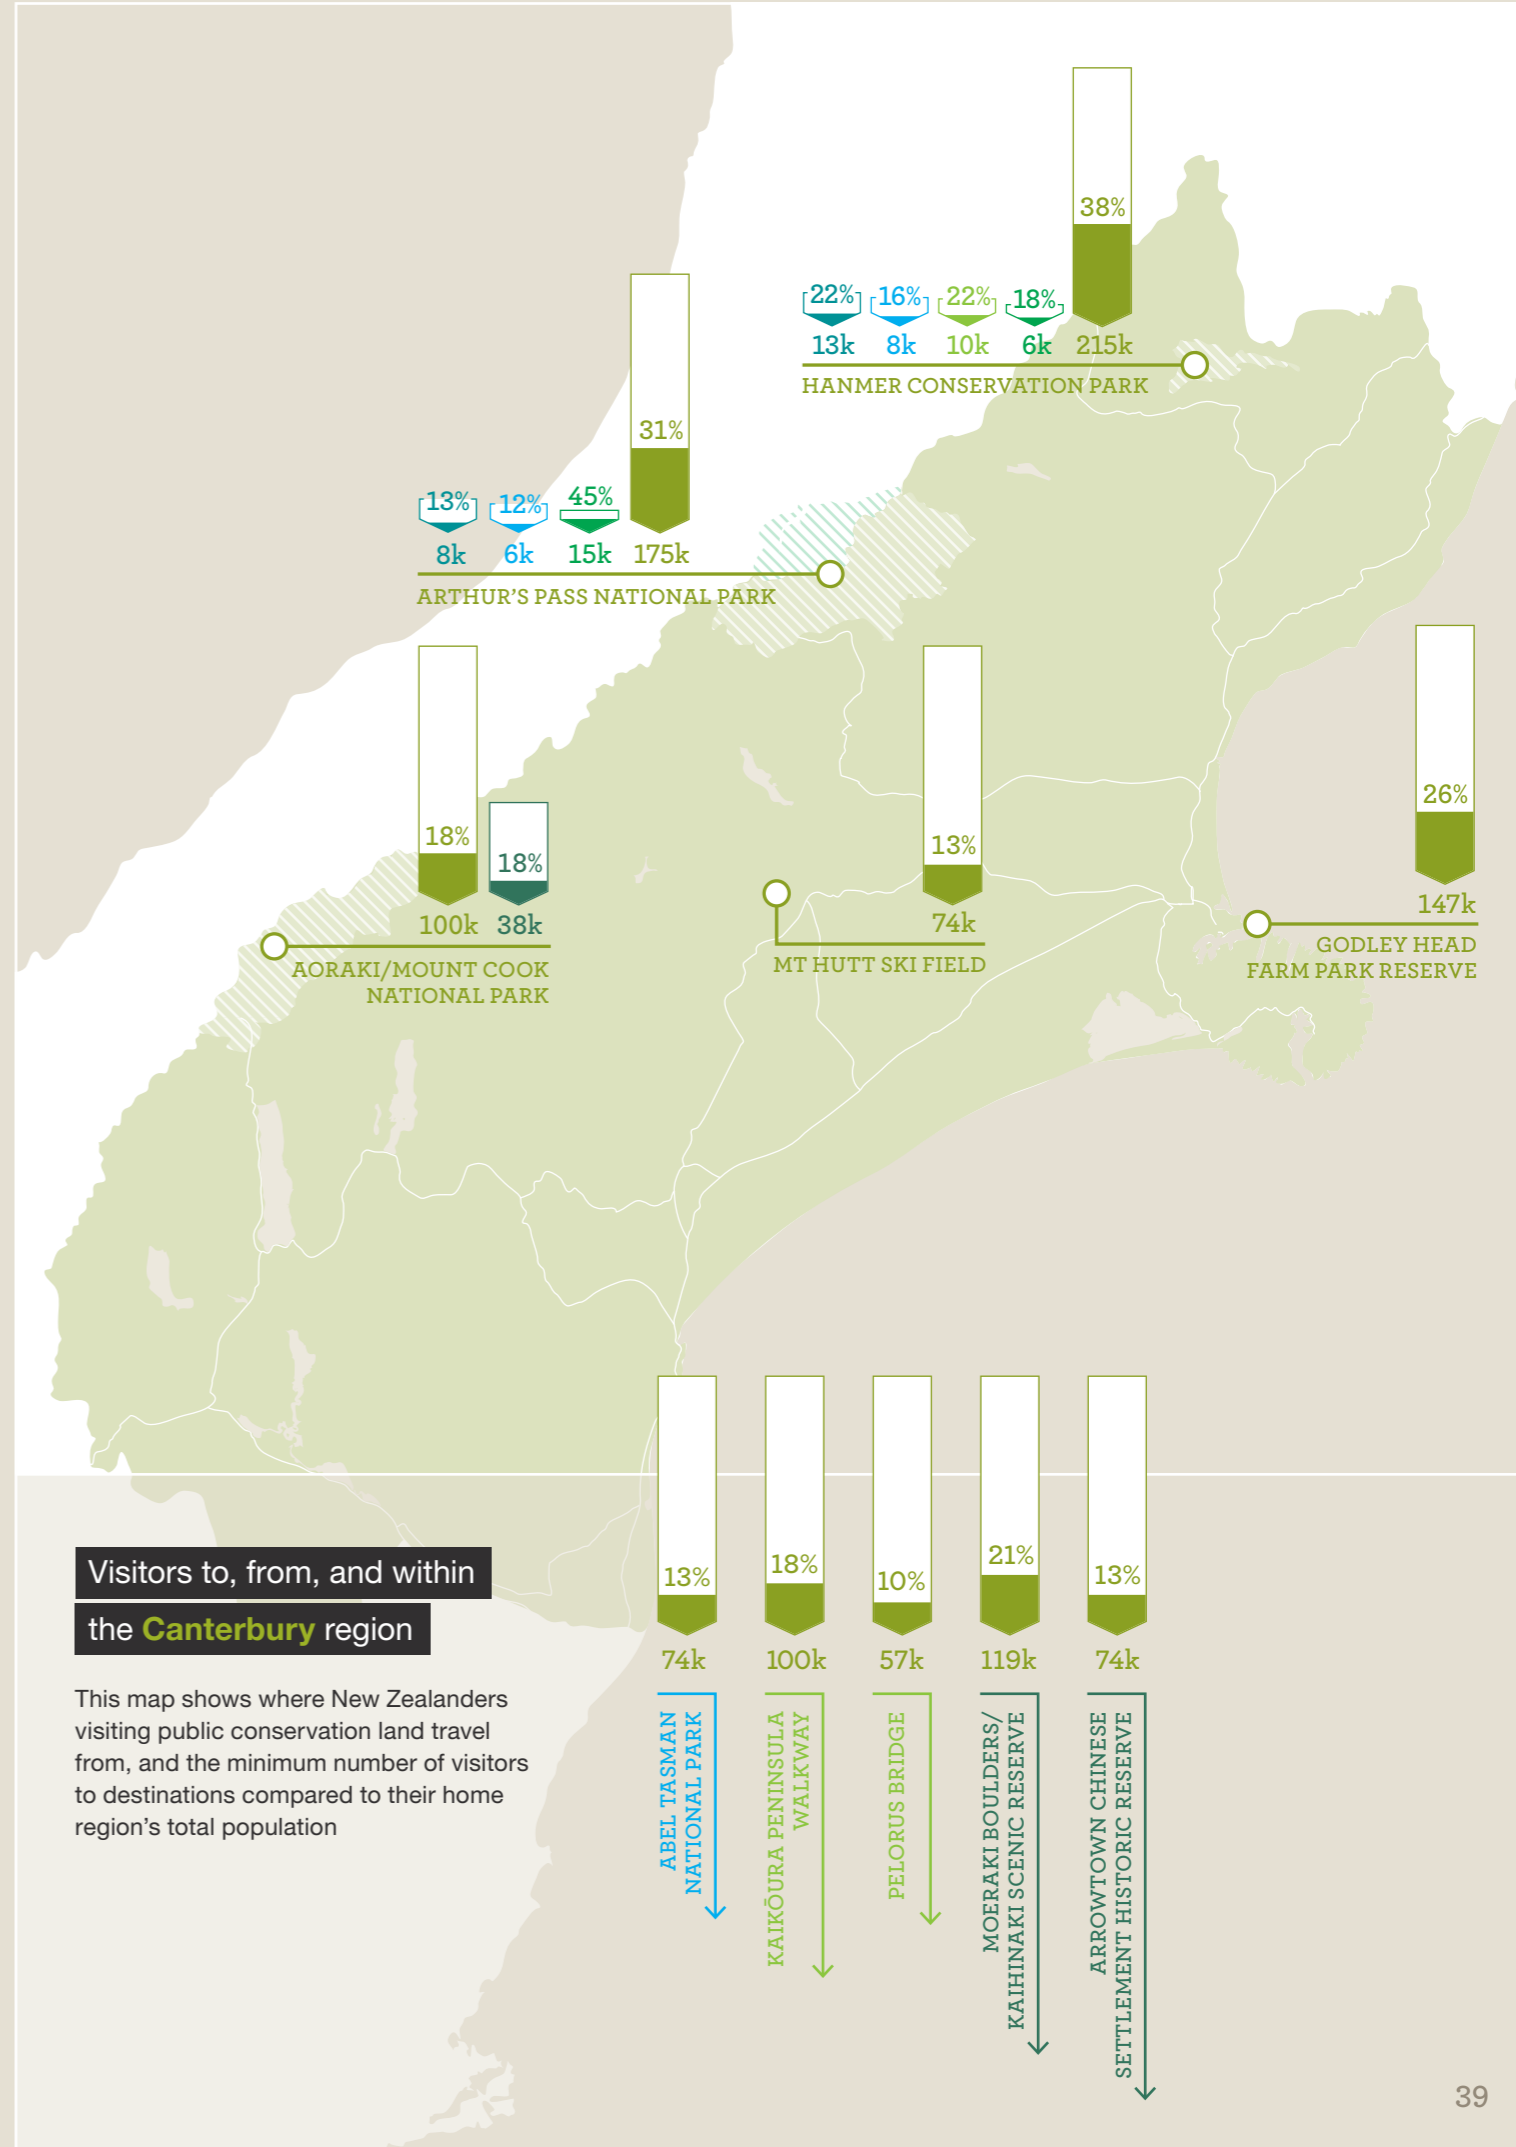 38%
22% 16% 22% 18%
13k 8k 10k 6k 215k
HANMER CONSERVATION PARK
31%
13% 12% 45%
8k 6k 15k 175k
ARTHUR'S PASS NATIONAL PARK
18%
18%
100k 38k
AORAKI/MOUNT COOK
NATIONAL PARK
13%
74k
MT HUTT SKI FIELD
26%
147k
GODLEY HEAD
FARM PARK RESERVE
Visitors to, from, and within
the Canterbury region
This map shows where New Zealanders
visiting public conservation land travel
from, and the minimum number of visitors
to destinations compared to their home
region's total population
13% 18% 10% 21% 13%
74k 100k 57k 119k 74k
ABEL TASMAN
NATIONAL PARK
KAIKŌURA PENINSULA
WALKWAY
PELORUS BRIDGE
MOERAKI BOULDERS/
KAIHINAKI SCENIC RESERVE
ARROWTOWN CHINESE
SETTLEMENT HISTORIC RESERVE
39